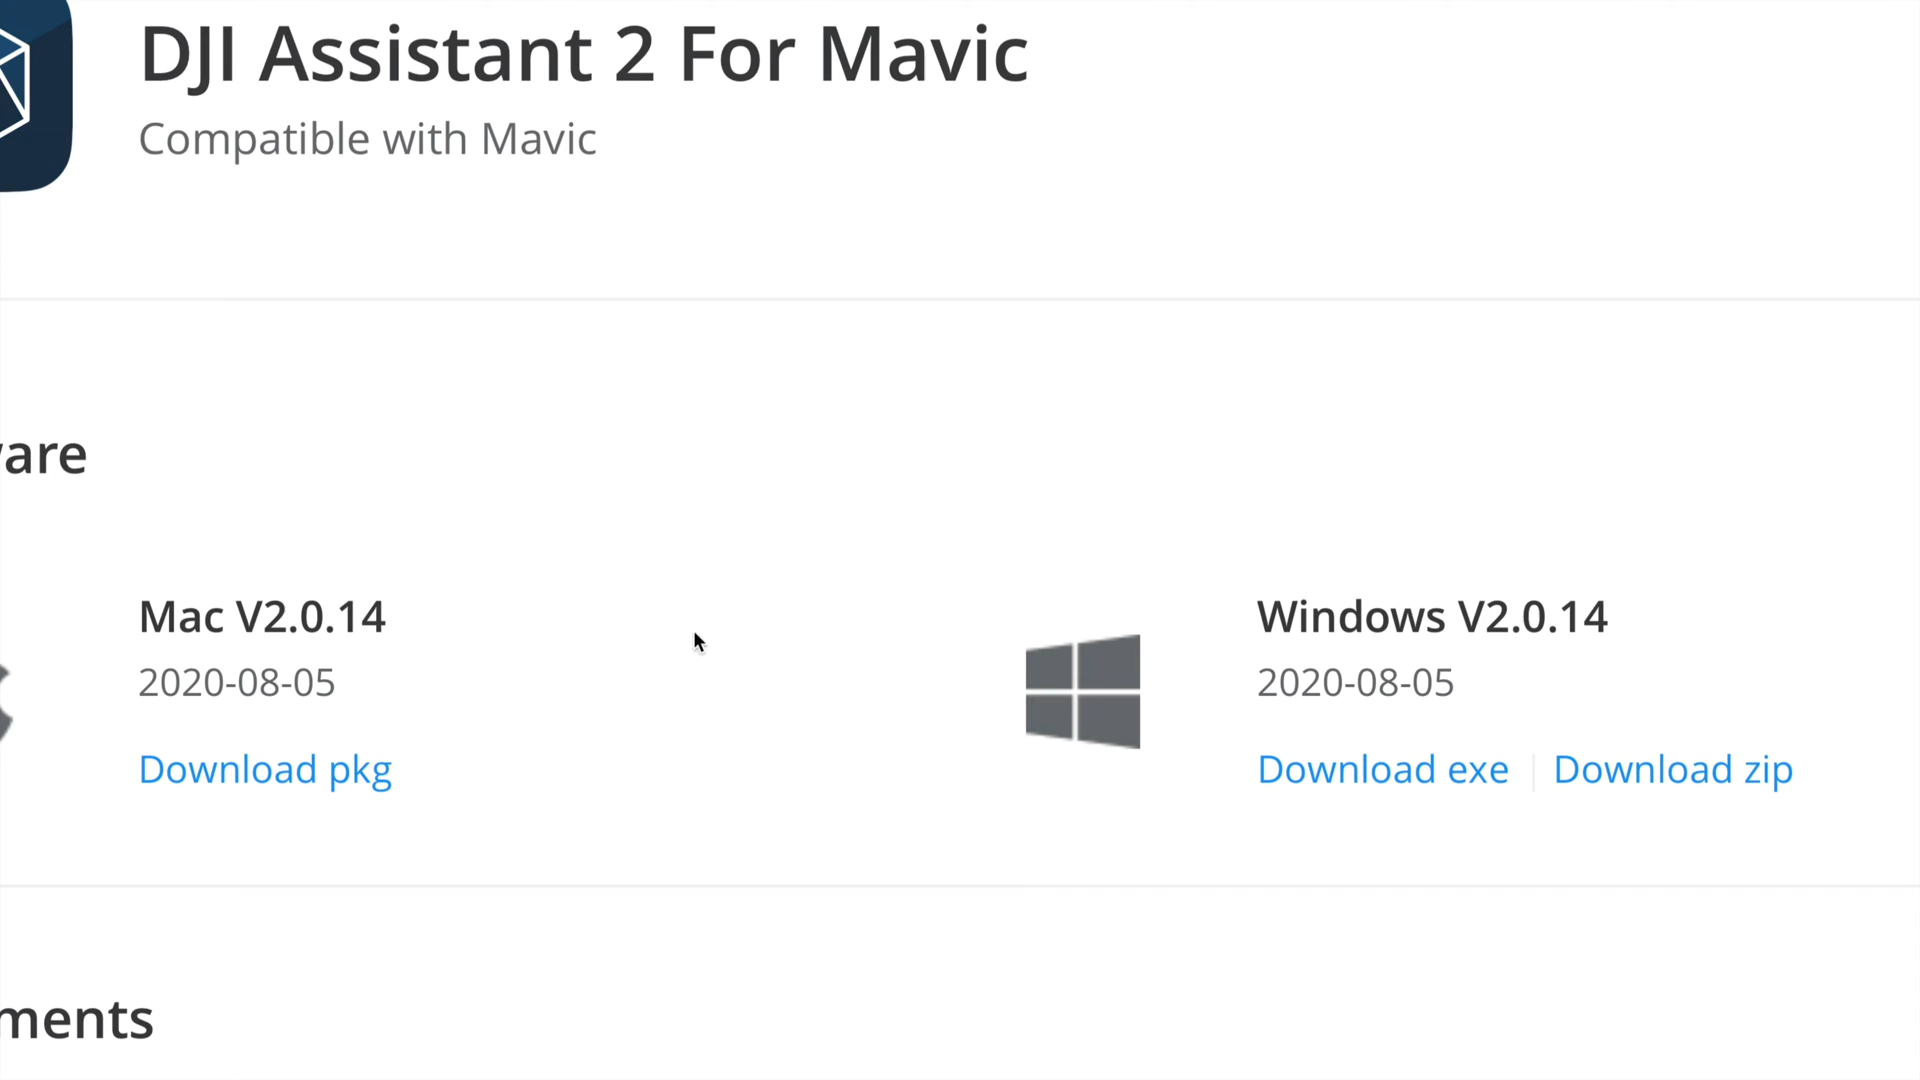 DJI Assistant 2 For Mavic
Compatible with Mavic
ware
Mac V2.0.14
2020-08-05
Download pkg
Windows V2.0.14
2020-08-05
Download exe | Download zip
ments